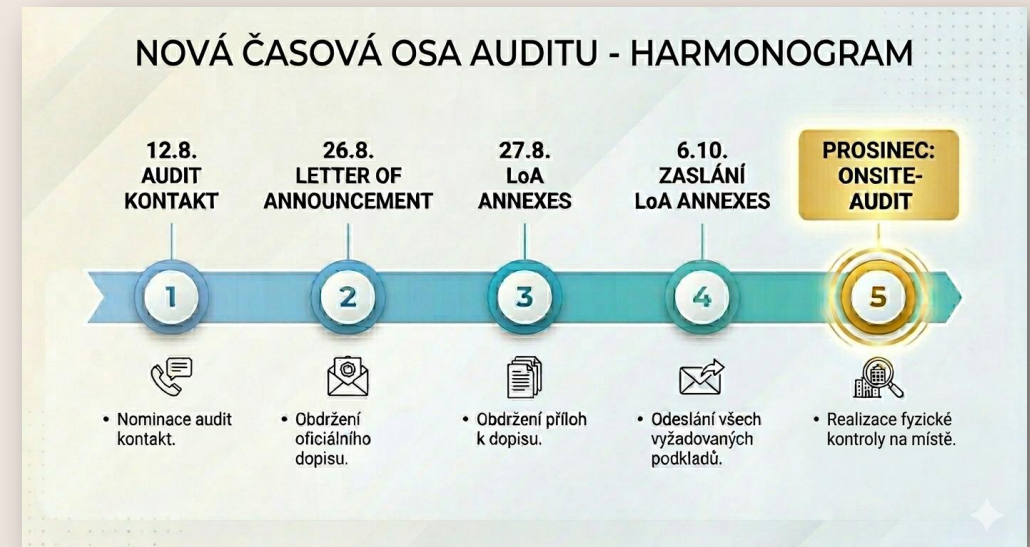 NOVÁ ČASOVÁ OSA AUDITU - HARMONOGRAM
12.8.
AUDIT
KONTAKT
26.8.
LETTER OF
ANNOUNCEMENT
27.8.
LoA
ANNEXES
6.10.
ZASLÁNÍ
LoA ANNEXES
PROSINEC:
ONSITE-
AUDIT
1
2
3
4
5
• Nominace audit
kontakt.
• Obdržení
oficiálního
dopisu.
• Obdržení příloh
k dopisu.
• Odeslání všech
vyžadovaných
podkladů.
• Realizace fyzické
kontroly na místě.